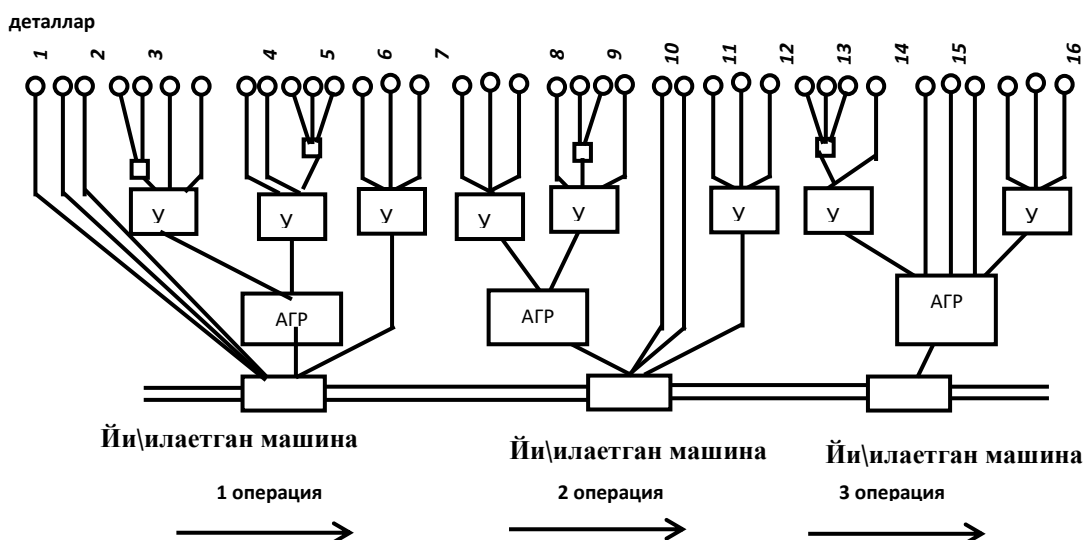 деталлар
1 2 3 4 5 7 8 9 10 11 12 13 14 15 16
У У У У У У У У
АГР АГР АГР
Йи\илаетган машина Йи\илаетган машина Йи\илаетган машина
1 операция 2 операция 3 операция